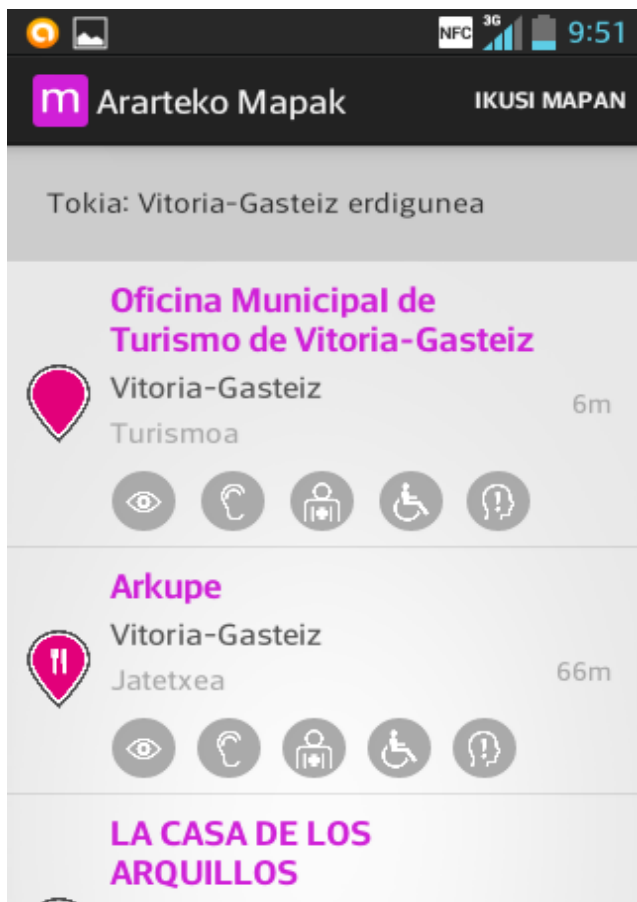 NFC 3G 9:51
m Ararteko Mapak IKUSI MAPAN
Tokia: Vitoria-Gasteiz erdigunea
Oficina Municipal de
Turismo de Vitoria-Gasteiz
Vitoria-Gasteiz
6m
Turismoa
Arkupe
Vitoria-Gasteiz
66m
Jatetxea
LA CASA DE LOS
ARQUILLOS